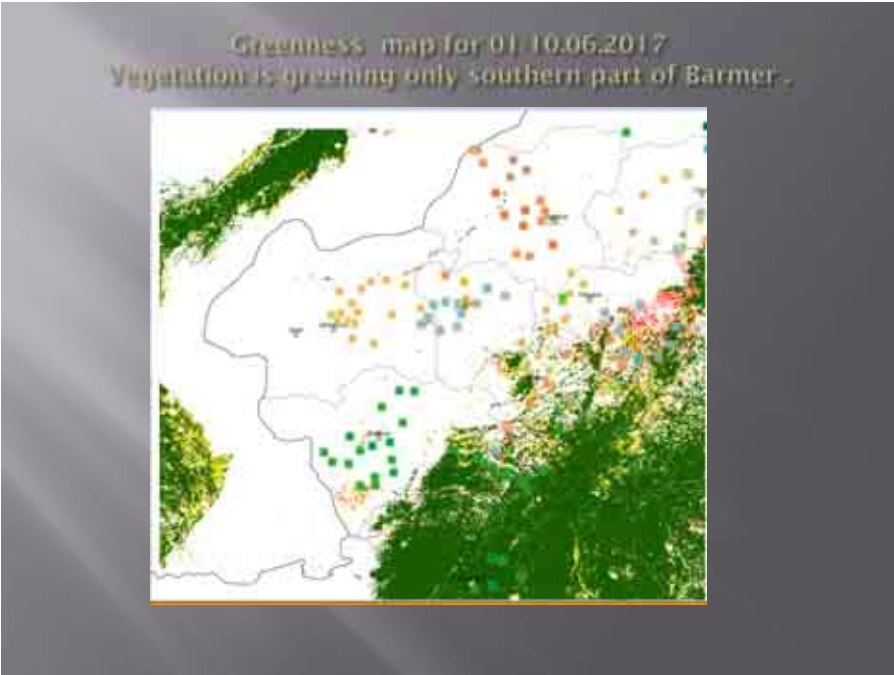 Greenness map for 01 10.06.2017
Vegetation is greening only southern part of Barmer .